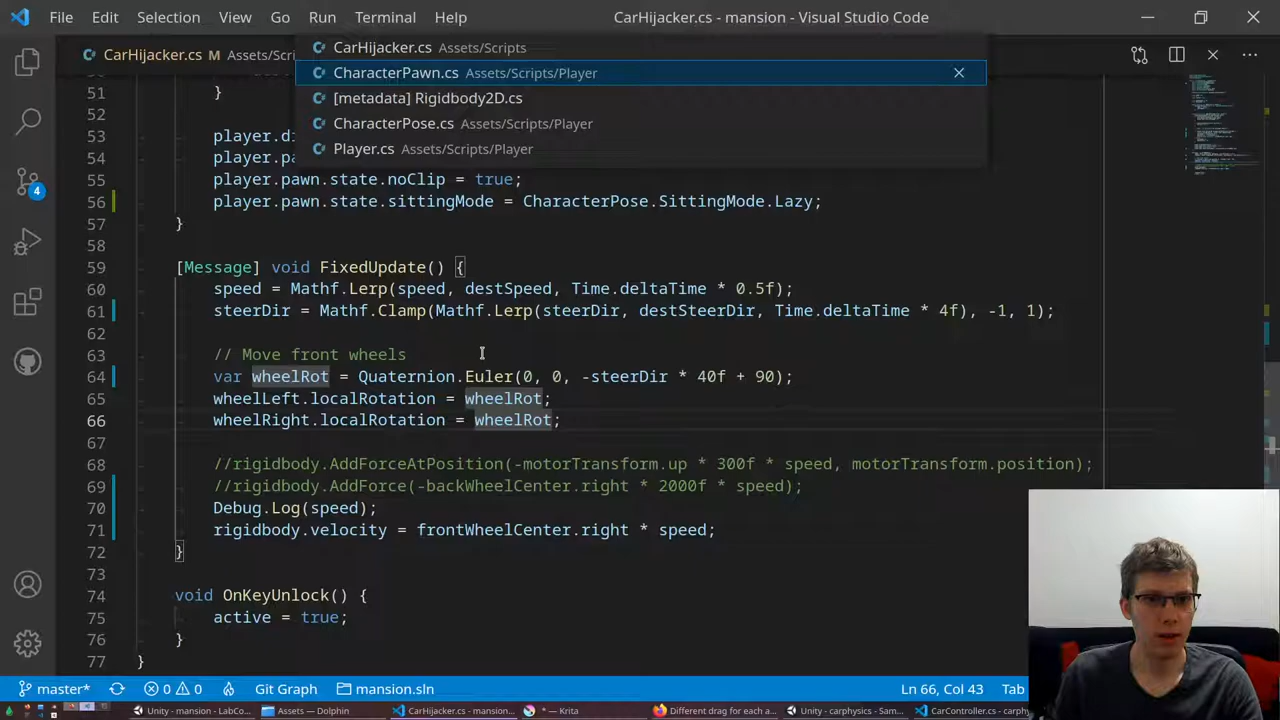 File Edit Selection View Go Run Terminal Help CarHijacker.cs - mansion - Visual Studio Code
CarHijacker.cs M Assets/Scri
CarHijacker.cs Assets/Scripts
CharacterPawn.cs Assets/Scripts/Player
[metadata] Rigidbody2D.cs
CharacterPose.cs Assets/Scripts/Player
Player.cs Assets/Scripts/Player
51 }
52
53 player.di
54 player.pa
55 player.pawn.state.noClip = true;
56 player.pawn.state.sittingMode = CharacterPose.SittingMode.Lazy;
57 }
58
59 [Message] void FixedUpdate() {
60 speed = Mathf.Lerp(speed, destSpeed, Time.deltaTime * 0.5f);
61 steerDir = Mathf.Clamp(Mathf.Lerp(steerDir, destSteerDir, Time.deltaTime * 4f), -1, 1);
62
63 // Move front wheels
64 var wheelRot = Quaternion.Euler(0, 0, -steerDir * 40f + 90);
65 wheelLeft.localRotation = wheelRot;
66 wheelRight.localRotation = wheelRot;
67
68 //rigidbody.AddForceAtPosition(-motorTransform.up * 300f * speed, motorTransform.position);
69 //rigidbody.AddForce(-backWheelCenter.right * 2000f * speed);
70 Debug.Log(speed);
71 rigidbody.velocity = frontWheelCenter.right * speed;
72 }
73
74 void OnKeyUnlock() {
75 active = true;
76 }
77 }
4
master* 0 0 Git Graph mansion.sln Ln 66, Col 43 Tab
Unity - mansion - LabCo... Assets — Dolphin CarHijacker.cs - mansion... * — Krita Different drag for each a... Unity - carphysics - Sam... CarController.cs - carphy...